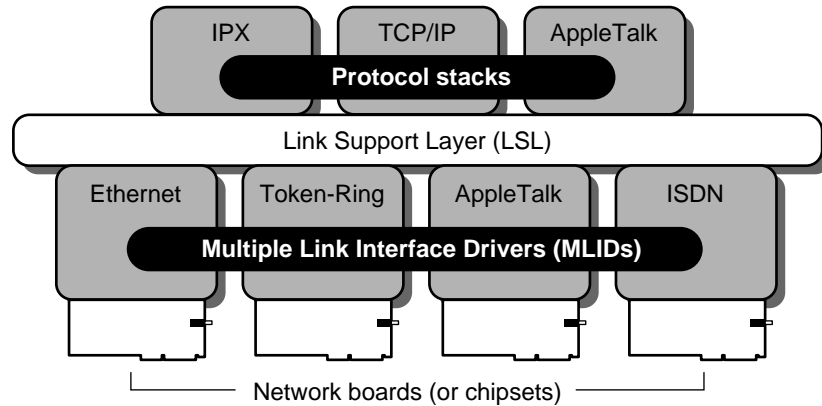 IPX
TCP/IP
AppleTalk
Protocol stacks
Link Support Layer (LSL)
Ethernet
Token-Ring
AppleTalk
ISDN
Multiple Link Interface Drivers (MLIDs)
Network boards (or chipsets)